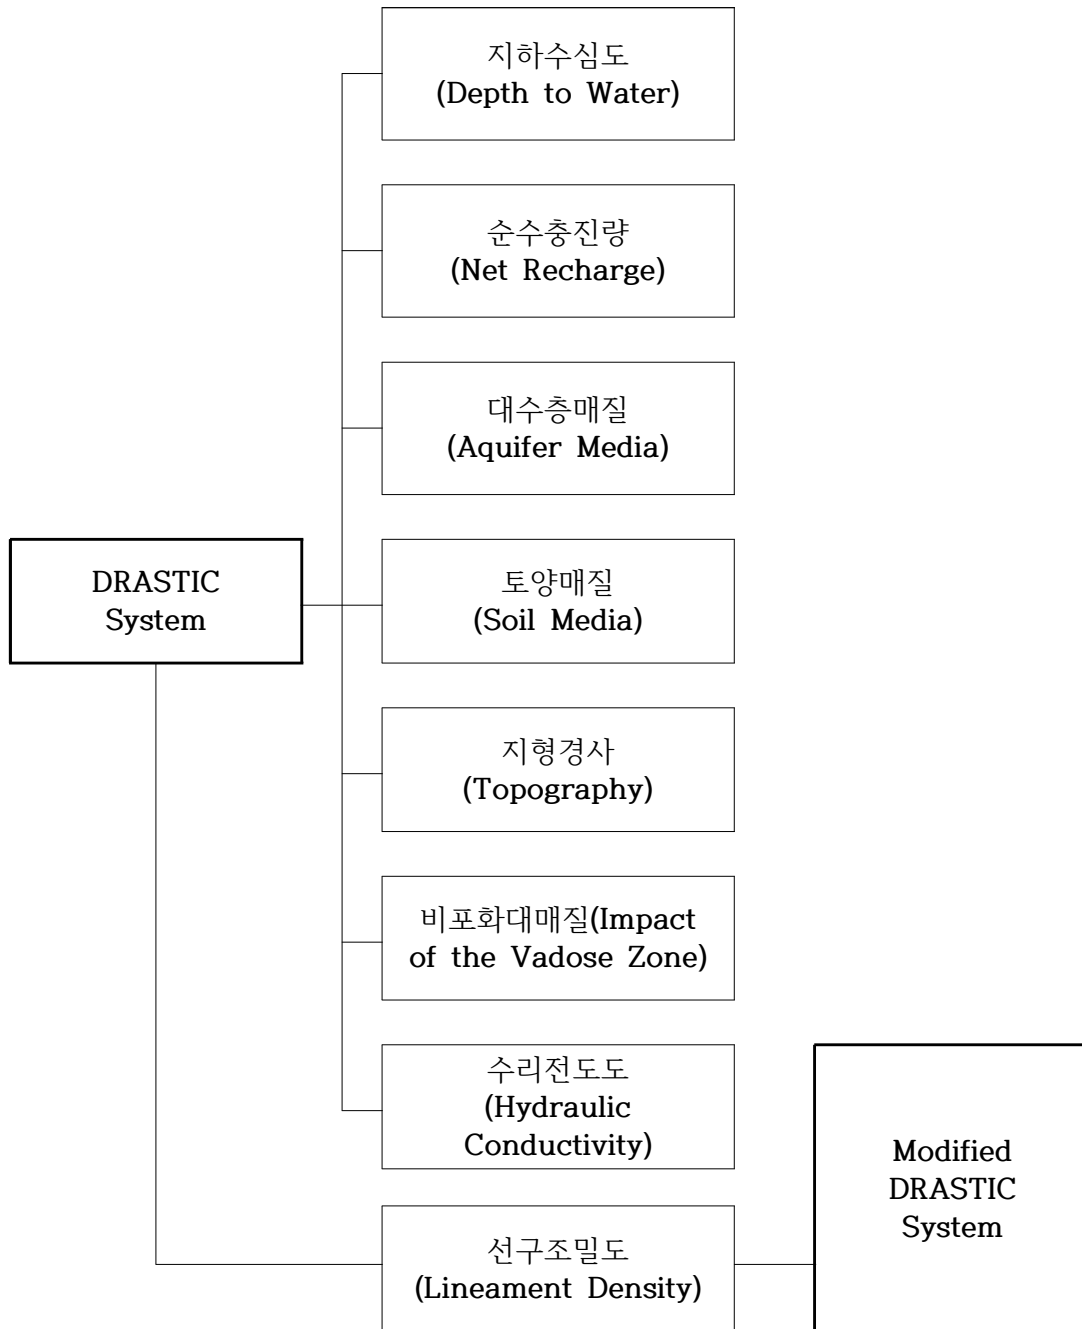 지하수심도
(Depth to Water)
순수충진량
(Net Recharge)
대수층매질
(Aquifer Media)
DRASTIC
System
토양매질
(Soil Media)
지형경사
(Topography)
비포화대매질(Impact
of the Vadose Zone)
수리전도도
(Hydraulic
Conductivity)
선구조밀도
(Lineament Density)
Modified
DRASTIC
System